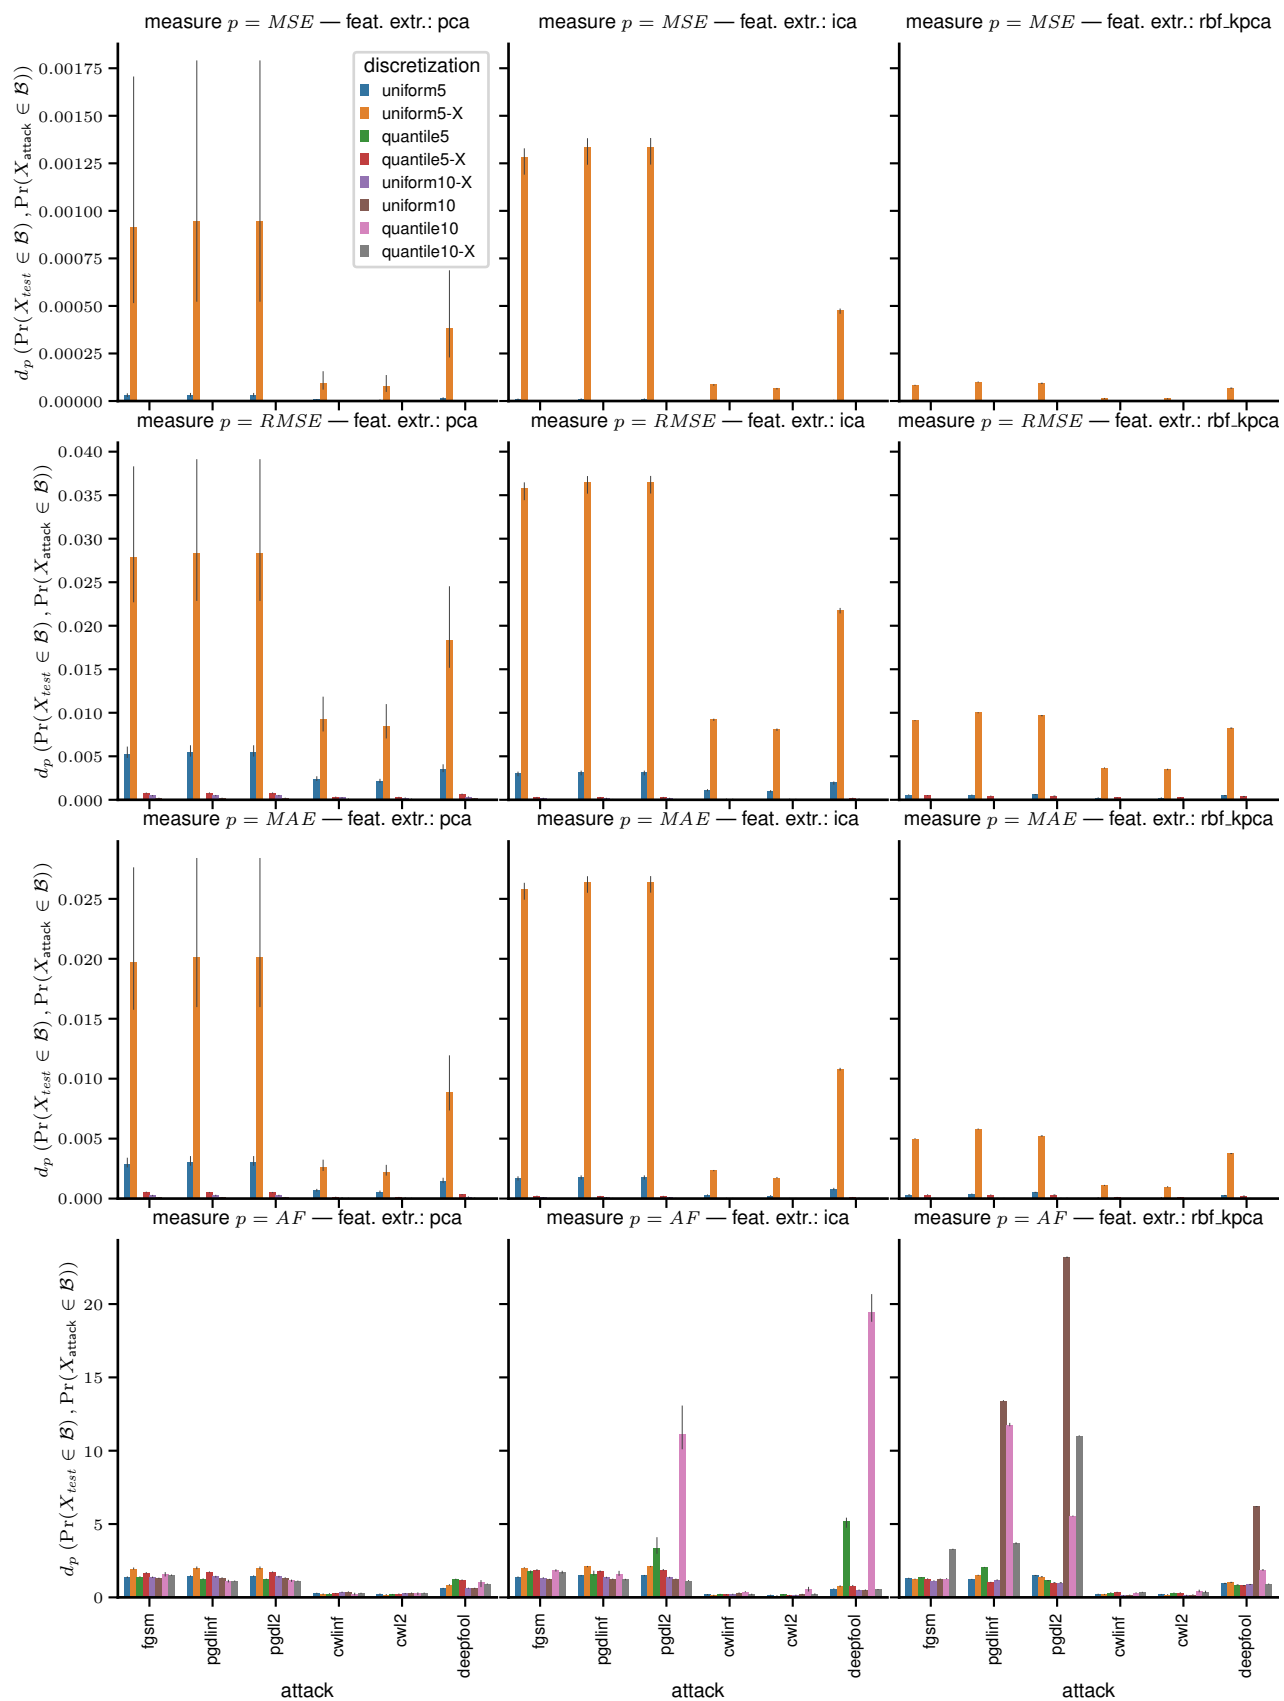 measure p = MSE — feat. extr.: pca
measure p = MSE — feat. extr.: ica
measure p = MSE — feat. extr.: rbf_kpca
d_p (Pr(X_test ∈ ℬ) , Pr(X_attack ∈ ℬ))
0.00175
0.00150
0.00125
0.00100
0.00075
0.00050
0.00025
0.00000
discretization
uniform5
uniform5-X
quantile5
quantile5-X
uniform10-X
uniform10
quantile10
quantile10-X
measure p = RMSE — feat. extr.: pca
measure p = RMSE — feat. extr.: ica
measure p = RMSE — feat. extr.: rbf_kpca
d_p (Pr(X_test ∈ ℬ) , Pr(X_attack ∈ ℬ))
0.040
0.035
0.030
0.025
0.020
0.015
0.010
0.005
0.000
measure p = MAE — feat. extr.: pca
measure p = MAE — feat. extr.: ica
measure p = MAE — feat. extr.: rbf_kpca
d_p (Pr(X_test ∈ ℬ) , Pr(X_attack ∈ ℬ))
0.025
0.020
0.015
0.010
0.005
0.000
measure p = AF — feat. extr.: pca
measure p = AF — feat. extr.: ica
measure p = AF — feat. extr.: rbf_kpca
d_p (Pr(X_test ∈ ℬ) , Pr(X_attack ∈ ℬ))
20
15
10
5
0
fgsm
pgdlinf
pgdl2
cwlinf
cwl2
deepfool
attack
fgsm
pgdlinf
pgdl2
cwlinf
cwl2
deepfool
attack
fgsm
pgdlinf
pgdl2
cwlinf
cwl2
deepfool
attack